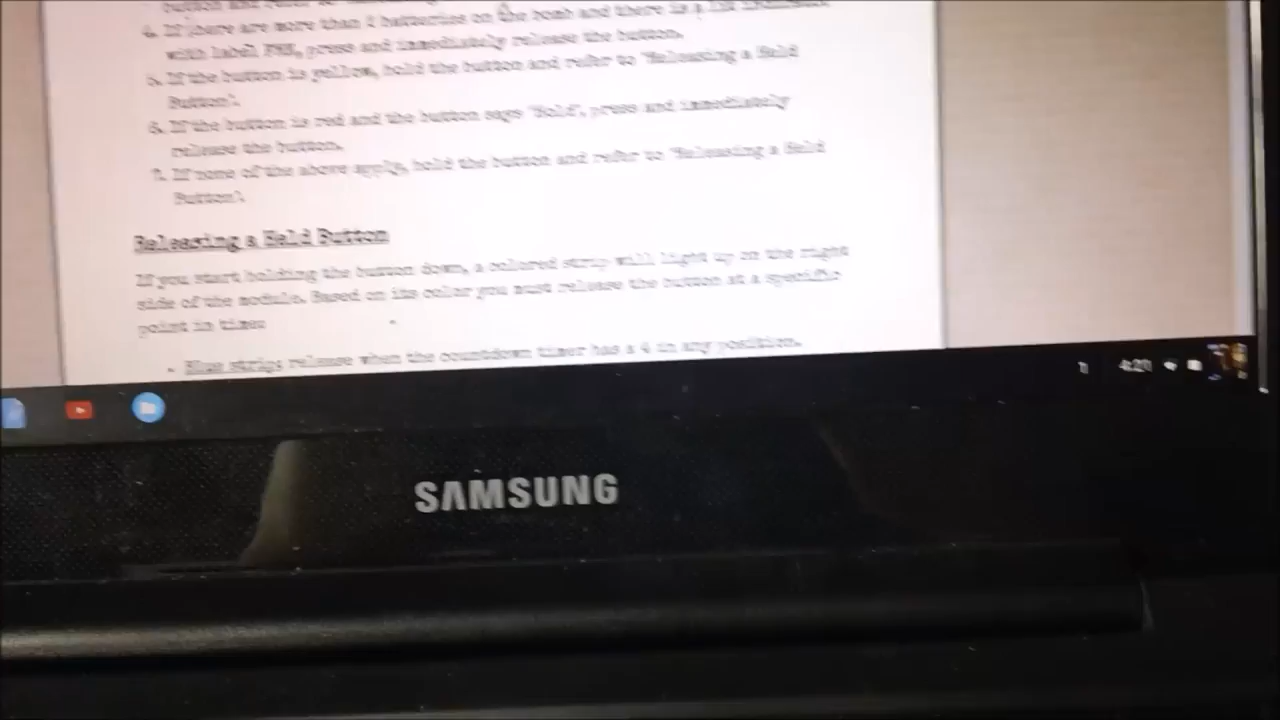 button and refer to
4. If there are more than 2 batteries on the bomb and there is a lit indicator
with label FRK, press and immediately release the button.
5. If the button is yellow, hold the button and refer to "Releasing a Held
Button".
6. If the button is red and the button says "Hold", press and immediately
release the button.
7. If none of the above apply, hold the button and refer to "Releasing a Held
Button".
Releasing a Held Button
If you start holding the button down, a colored strip will light up on the right
side of the module. Based on its color you must release the button at a specific
point in time:
• Blue strip: release when the countdown timer has a 4 in any position.
4:20
SAMSUNG